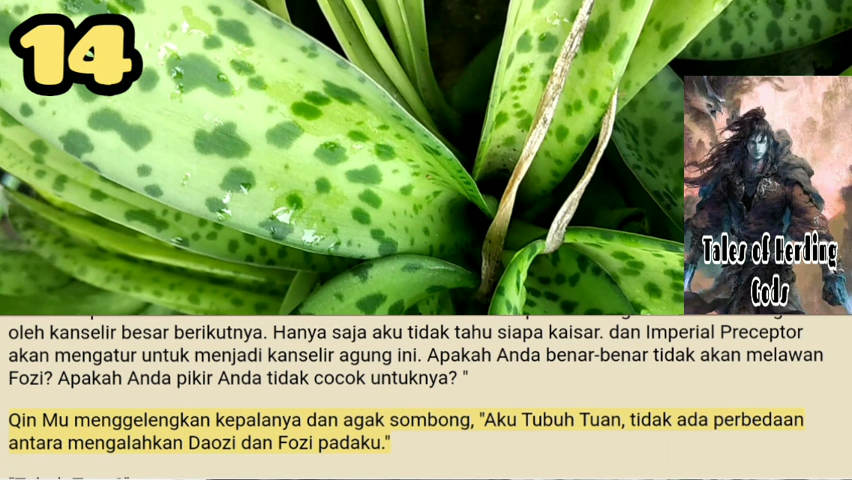 14
Tales of Herding
Gods
oleh kanselir besar berikutnya. Hanya saja aku tidak tahu siapa kaisar. dan Imperial Preceptor
akan mengatur untuk menjadi kanselir agung ini. Apakah Anda benar-benar tidak akan melawan
Fozi? Apakah Anda pikir Anda tidak cocok untuknya? "
Qin Mu menggelengkan kepalanya dan agak sombong, "Aku Tubuh Tuan, tidak ada perbedaan
antara mengalahkan Daozi dan Fozi padaku."